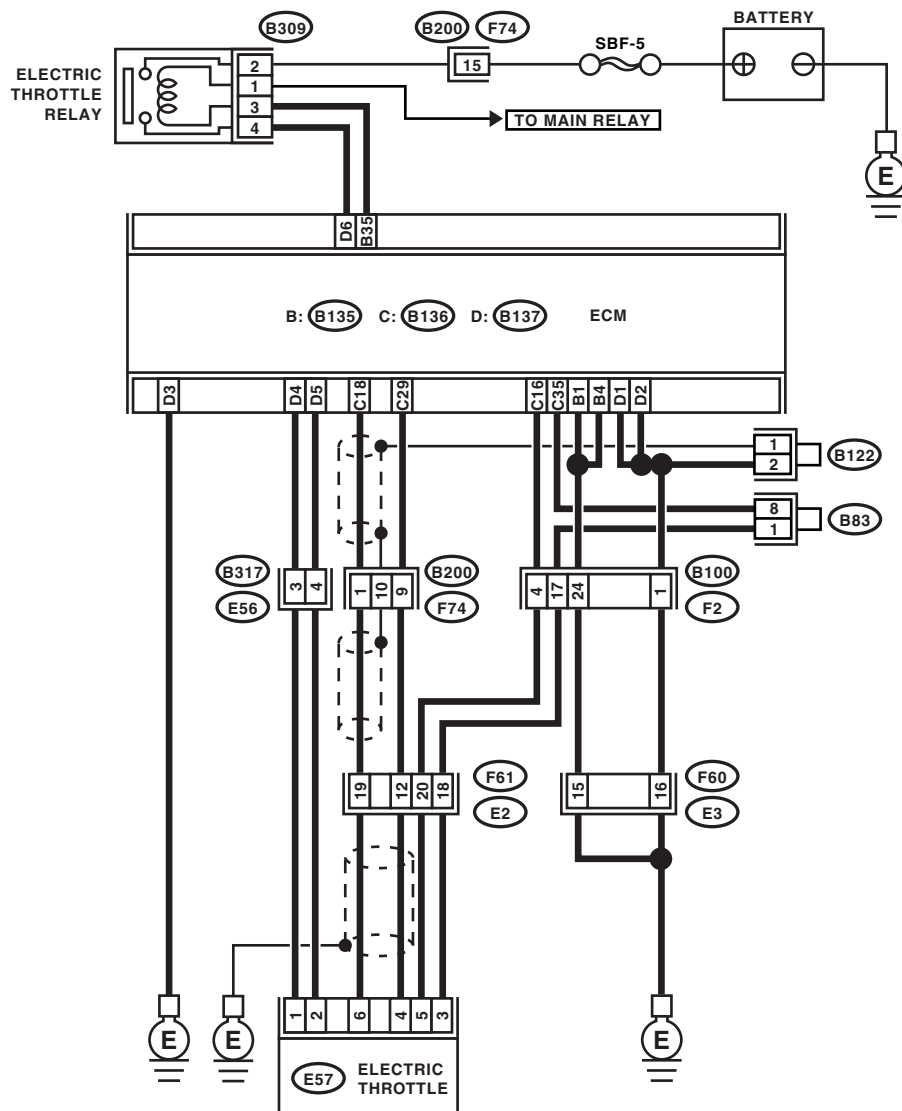 BATTERY
B309
B200 F74
SBF-5
ELECTRIC
THROTTLE
RELAY
2
1
3
4
15
TO MAIN RELAY
E
D6 B35
B: B135 C: B136 D: B137 ECM
D3 D4 D5 C18 C29 C16 C35 B1 B4 D1 D2
1
2
B122
8
1
B83
B317
E56
3 4
1 10 9
B200
F74
4 17 24 1
B100
F2
19 12 20 18
F61
E2
15 16
F60
E3
E E E
1 2 6 4 5 3
E57
ELECTRIC
THROTTLE